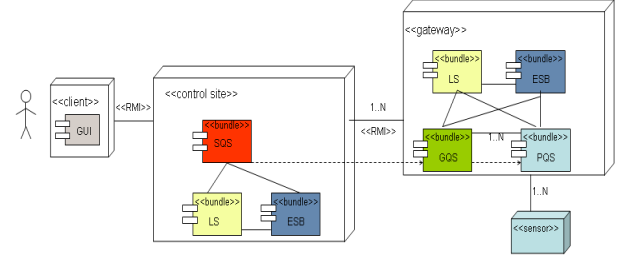 <<gateway>>
<<bundle>>
LS
<<bundle>>
ESB
<<client>>
GUI
<<RMI>>
<<control site>>
1..N
<<RMI>>
<<bundle>>
SQS
<<bundle>>
GQS
1..N
<<bundle>>
PQS
<<bundle>>
LS
<<bundle>>
ESB
1..N
<<sensor>>